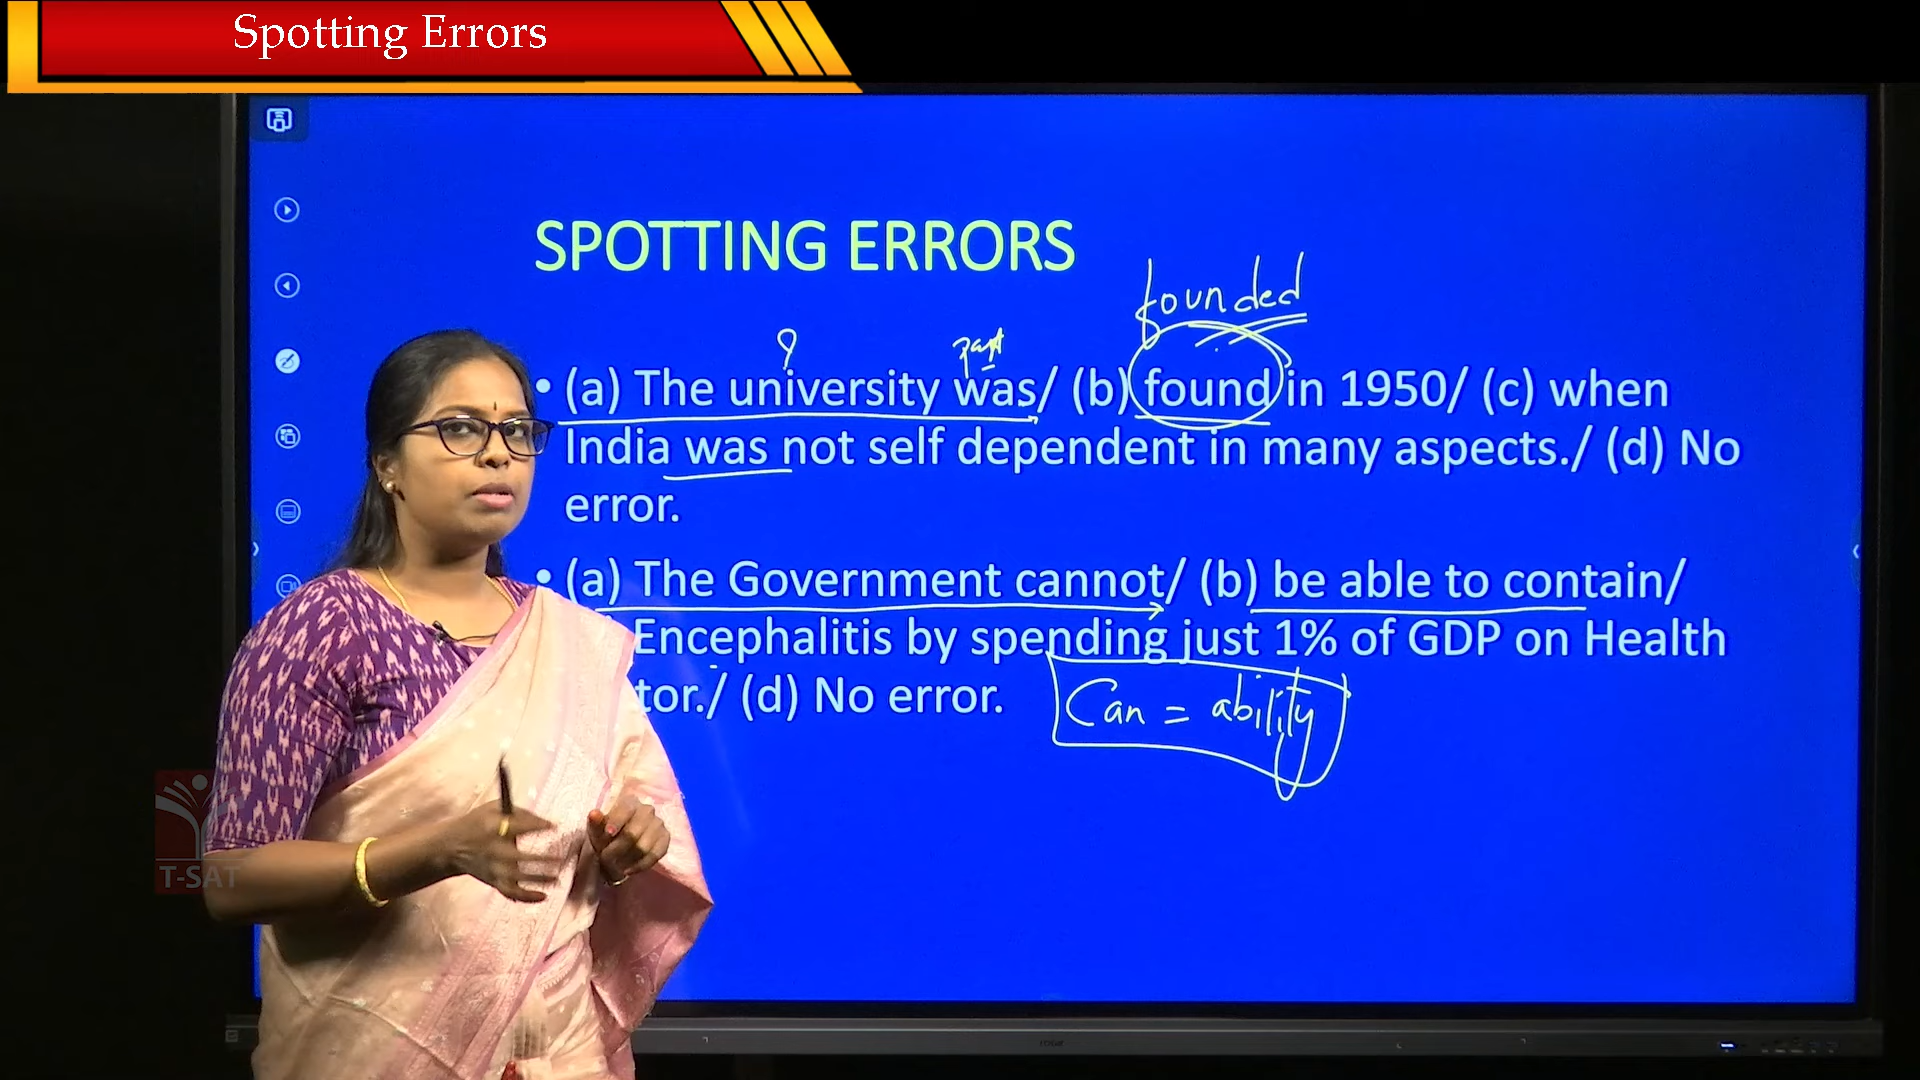 Spotting Errors
SPOTTING ERRORS
founded
past
• (a) The university was/ (b) found in 1950/ (c) when
India was not self dependent in many aspects./ (d) No
error.
• (a) The Government cannot/ (b) be able to contain/
Encephalitis by spending just 1% of GDP on Health
tor./ (d) No error.
Can = ability
T-SAT